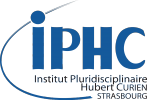 iPHC
Institut Pluridisciplinaire
Hubert CURIEN
STRASBOURG